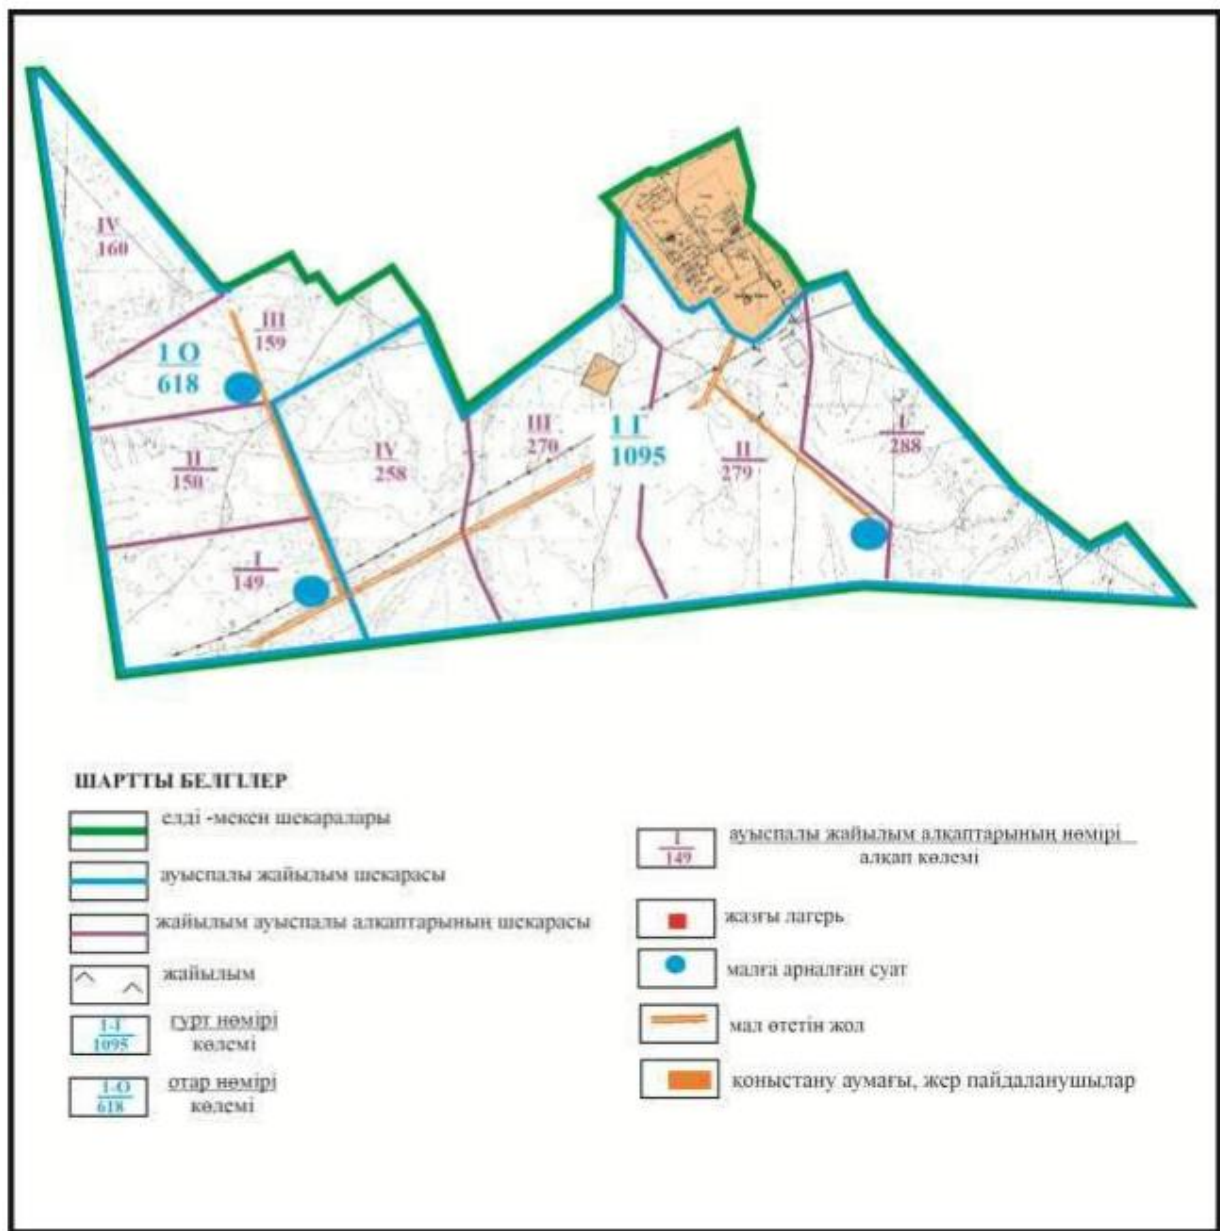 IV
160
III
159
1 О
618
II
150
I
149
IV
258
III
270
1 Г
1095
II
279
I
288
ШАРТТЫ БЕЛГІЛЕР
елді -мекен шекаралары
ауыспалы жайылым шекарасы
жайылым ауыспалы алқаптарының шекарасы
жайылым
1-Г
1095
гурт нөмірі
көлемі
1-О
618
отар нөмірі
көлемі
I
149
ауыспалы жайылым алқаптарының нөмірі
алқап көлемі
жазғы лагерь
малға арналған суат
мал өтетін жол
қоныстану аумағы, жер пайдаланушылар